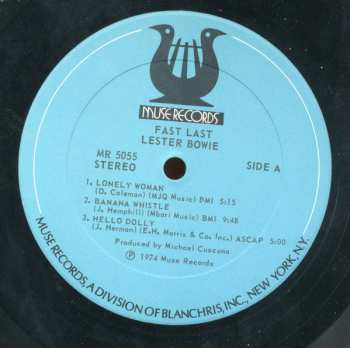 MUSE RECORDS
FAST LAST
LESTER BOWIE
MR 5055
STEREO
SIDE A
1. LONELY WOMAN
(O. Coleman) (MJQ Music) BMI 5:15
2. BANANA WHISTLE
(J. Hemphill) (Mbari Music) BMI 9:48
3. HELLO DOLLY
(J. Herman) (E.H. Morris & Co. Inc.) ASCAP 5:00
Produced by Michael Cuscuna
℗ 1974 Muse Records
MUSE RECORDS, A DIVISION OF BLANCHRIS, INC., NEW YORK, N.Y.